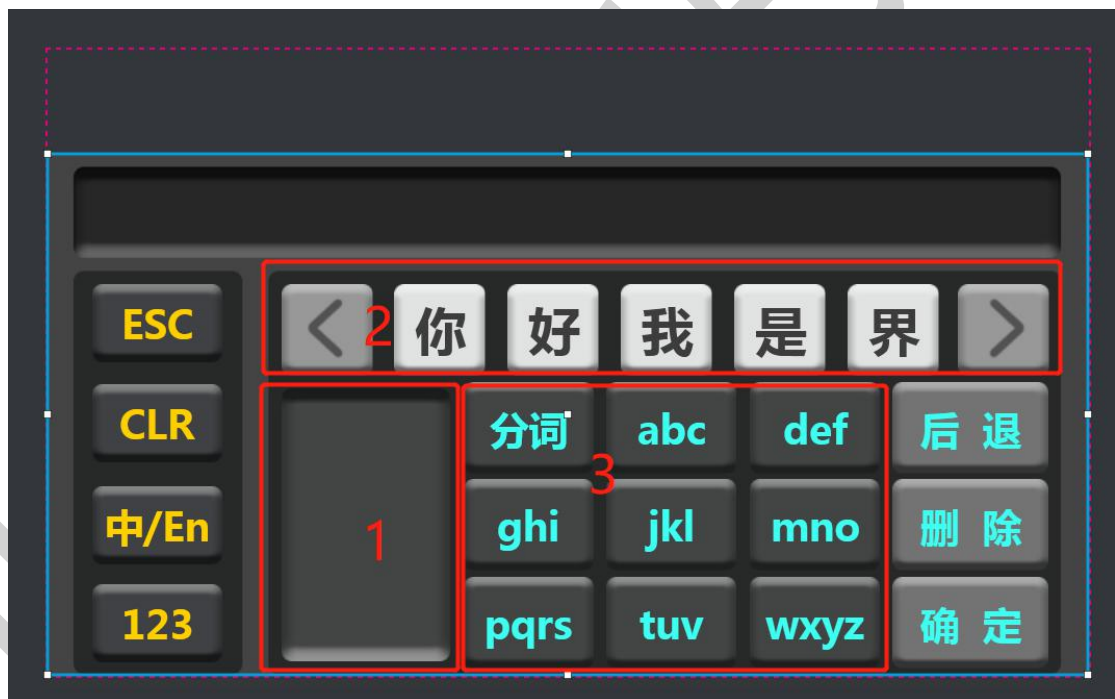 ESC < 2 你 好 我 是 界 >
CLR 分词 abc def 后 退
3
中/En 1 ghi jkl mno 删 除
123 pqrs tuv wxyz 确 定